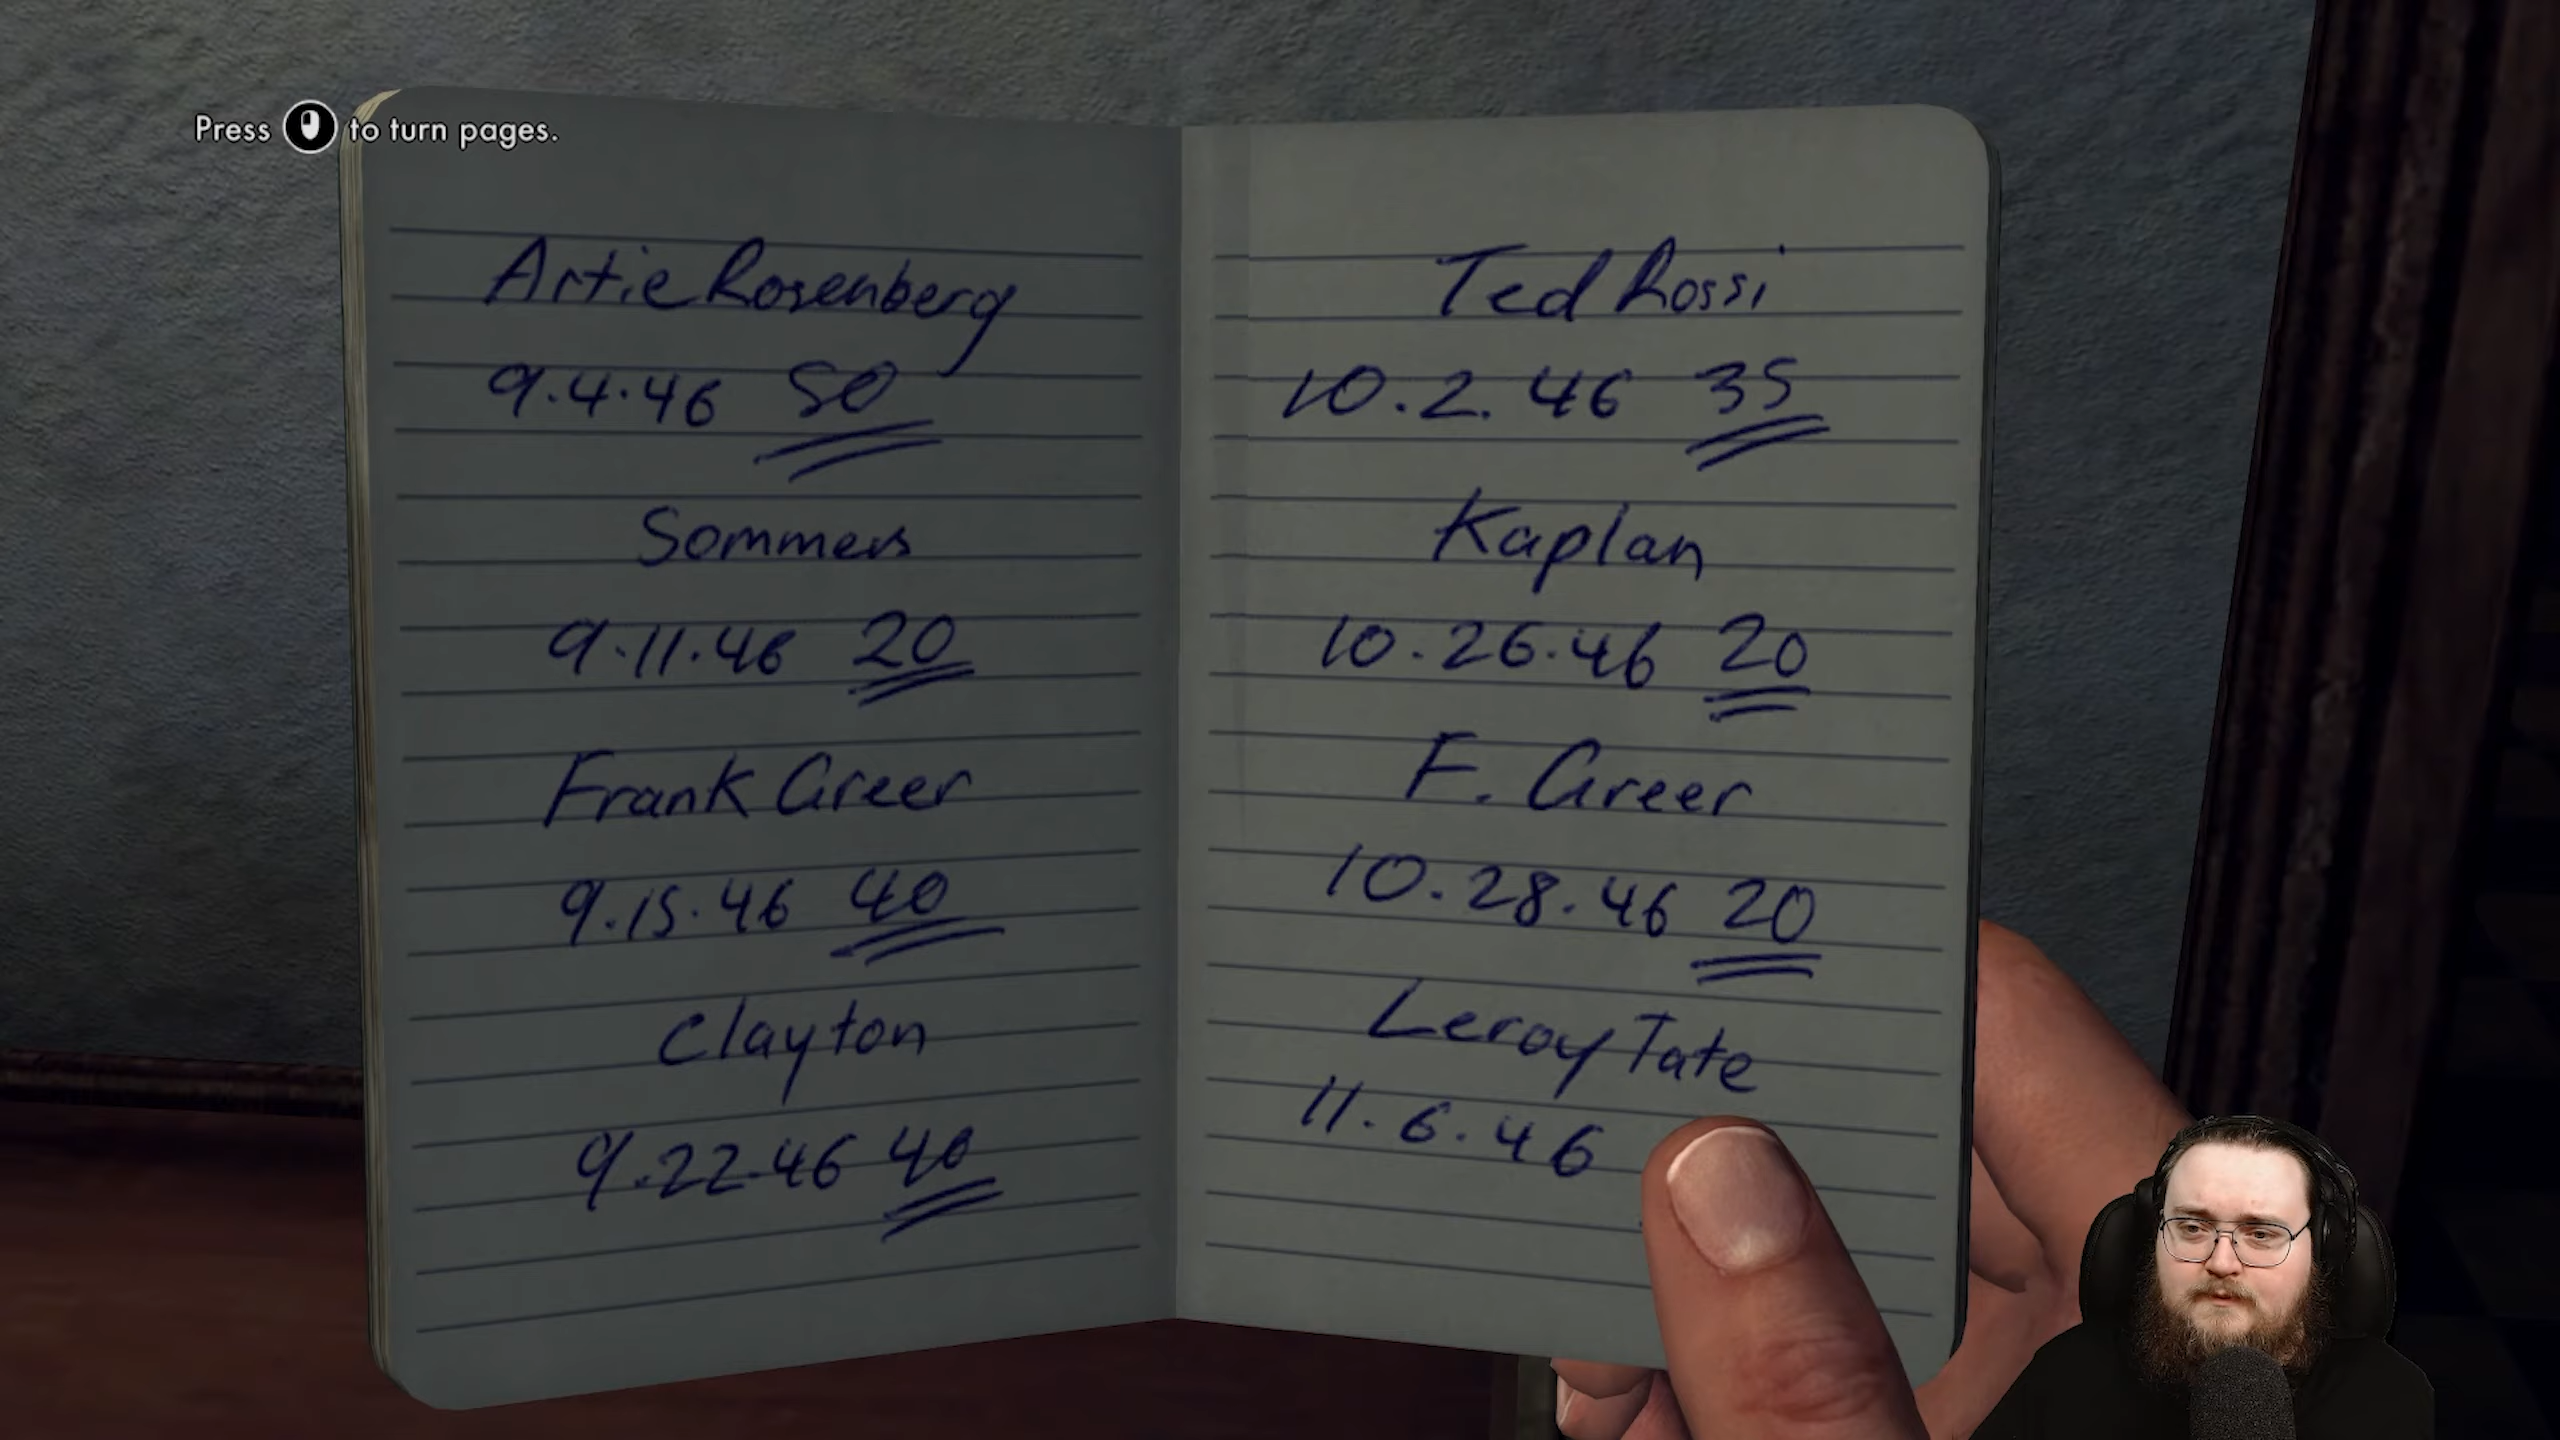 Press to turn pages.
Artie Rosenberg
9.4.46 50
Sommers
9.11.46 20
Frank Greer
9.15.46 40
Clayton
9.22.46 40
Ted Rossi
10.2.46 35
Kaplan
10.26.46 20
F. Greer
10.28.46 20
Leroy Tate
11.6.46